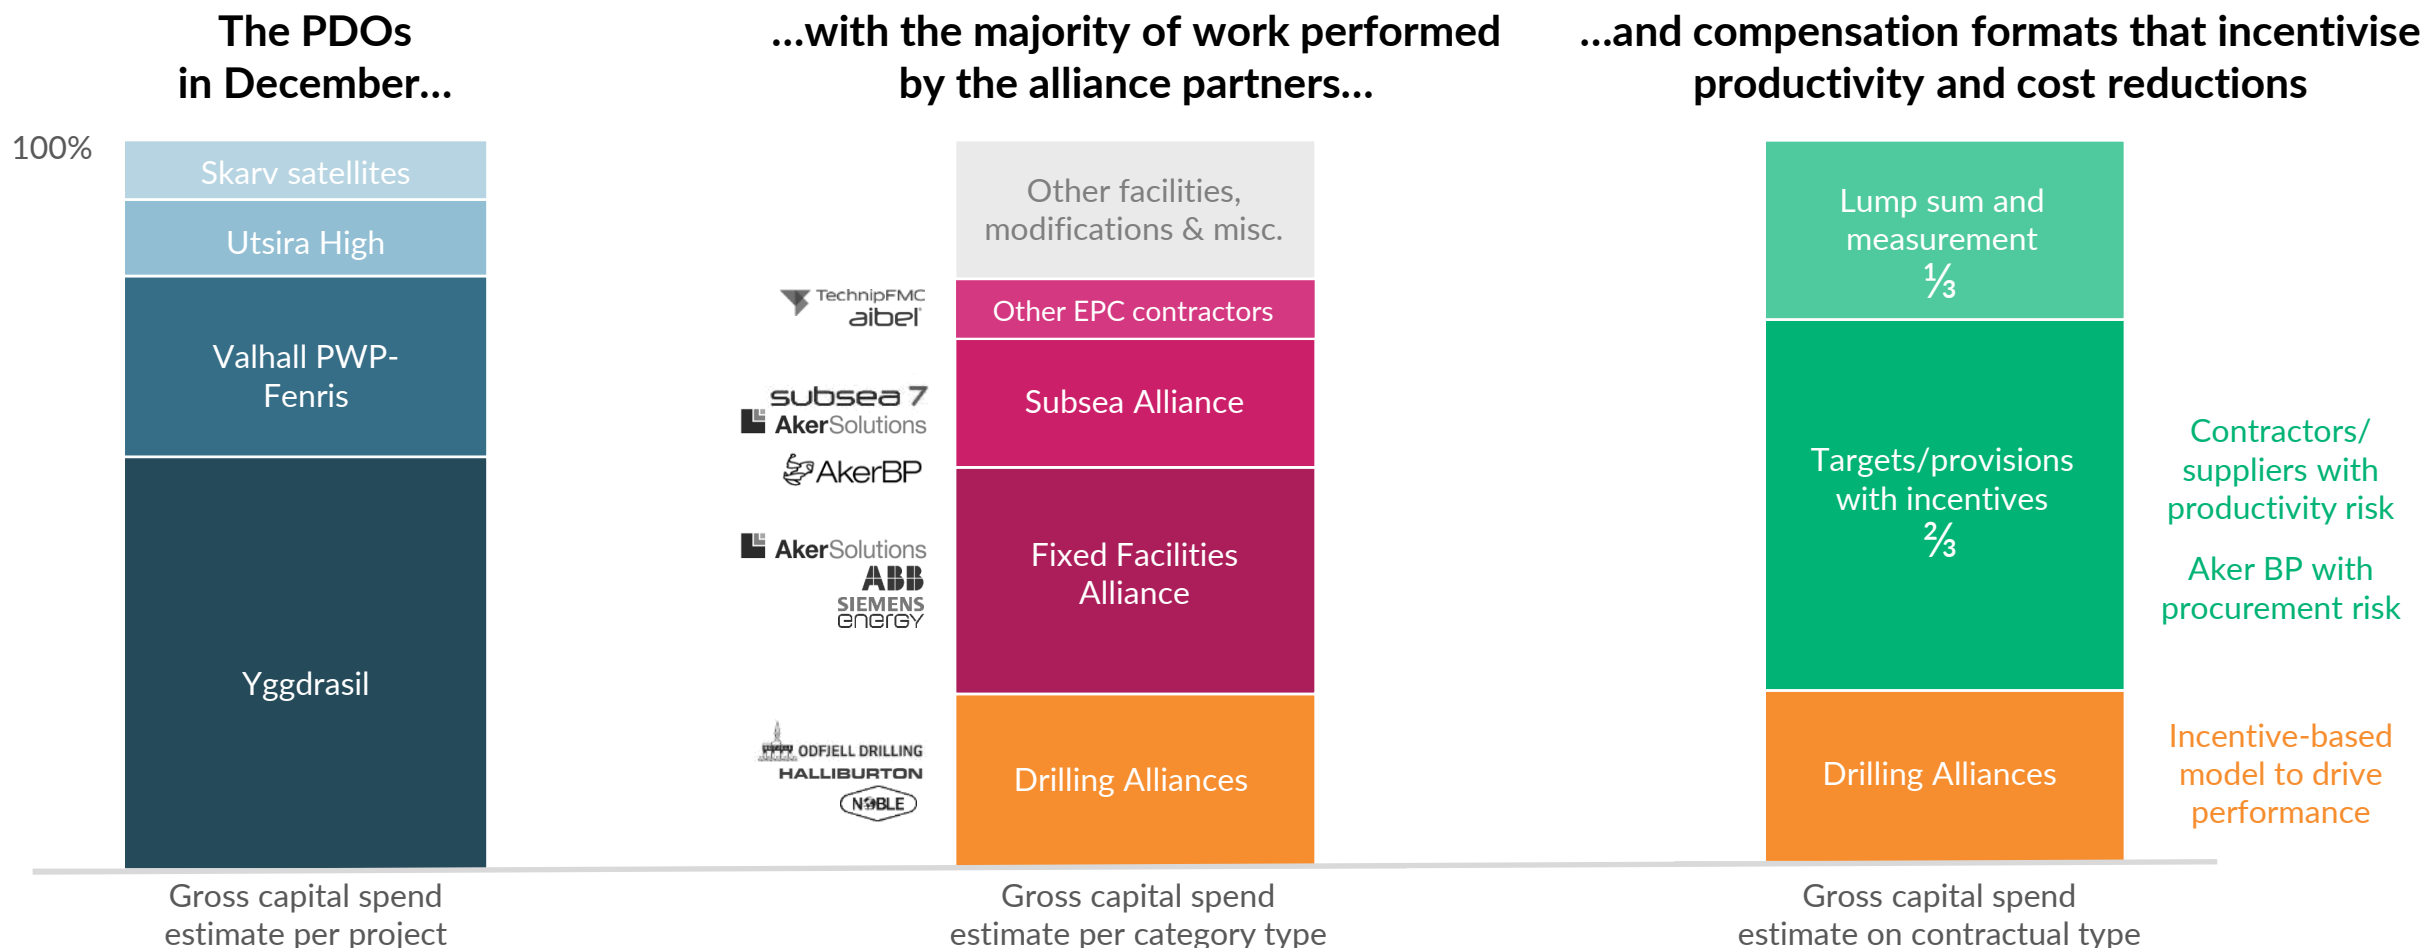 The PDOs
in December...
100%
Skarv satellites
Utsira High
Valhall PWP-
Fenris
Yggdrasil
Gross capital spend
estimate per project
...with the majority of work performed
by the alliance partners...
Other facilities,
modifications & misc.
TechnipFMC
aibel
Other EPC contractors
subsea 7
AkerSolutions
Subsea Alliance
AkerBP
AkerSolutions
ABB
SIEMENS
energy
Fixed Facilities
Alliance
ODFJELL DRILLING
HALLIBURTON
NOBLE
Drilling Alliances
Gross capital spend
estimate per category type
...and compensation formats that incentivise
productivity and cost reductions
Lump sum and
measurement
⅓
Targets/provisions
with incentives
⅔
Contractors/
suppliers with
productivity risk
Aker BP with
procurement risk
Drilling Alliances
Incentive-based
model to drive
performance
Gross capital spend
estimate on contractual type